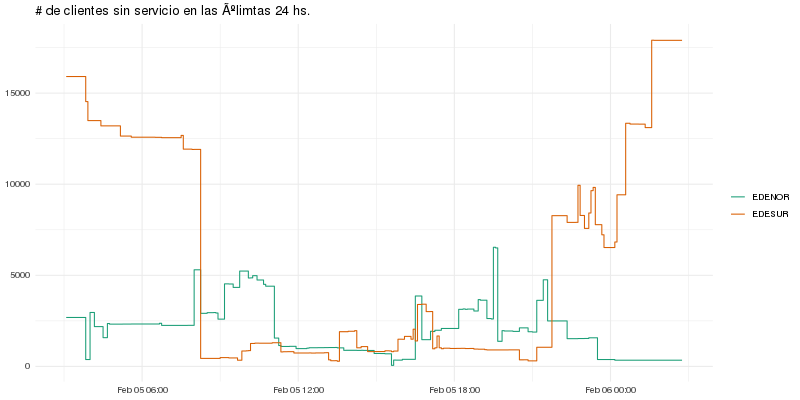 # de clientes sin servicio en las Ãºlimtas 24 hs.
15000
10000
5000
0
Feb 05 06:00
Feb 05 12:00
Feb 05 18:00
Feb 06 00:00
EDENOR
EDESUR